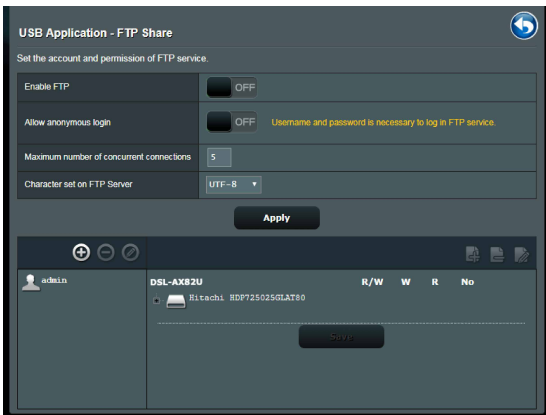 USB Application - FTP Share
Set the account and permission of FTP service.
Enable FTP OFF
Allow anonymous login OFF Username and password is necessary to log in FTP service.
Maximum number of concurrent connections 5
Character set on FTP Server UTF-8
Apply
admin
DSL-AX82U R/W W R No
Hitachi HDP725025GLAT80
Save